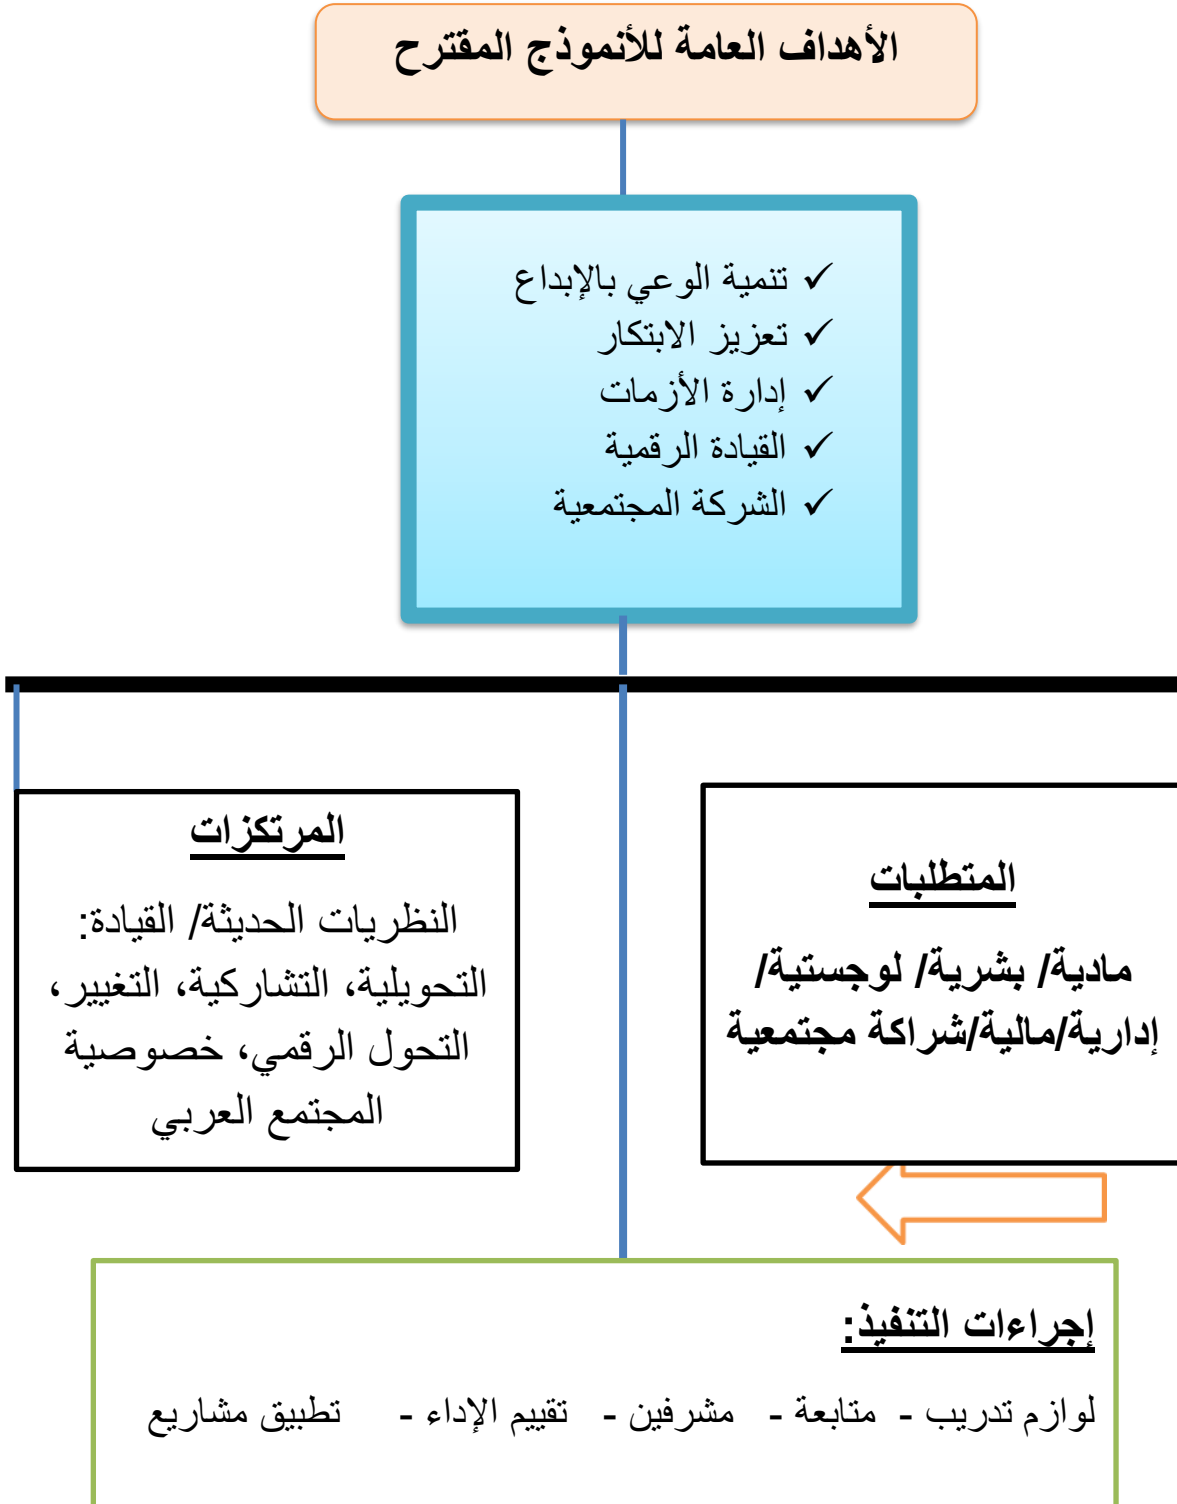 الأهداف العامة للأنموذج المقترح
✓ تنمية الوعي بالإبداع
✓ تعزيز الابتكار
✓ إدارة الأزمات
✓ القيادة الرقمية
✓ الشركة المجتمعية
المتطلبات
مادية/ بشرية/ لوجستية/
إدارية/مالية/شراكة مجتمعية
المرتكزات
النظريات الحديثة/ القيادة:
التحويلية، التشاركية، التغيير،
التحول الرقمي، خصوصية
المجتمع العربي
إجراءات التنفيذ:
لوازم تدريب - متابعة - مشرفين - تقييم الإداء - تطبيق مشاريع